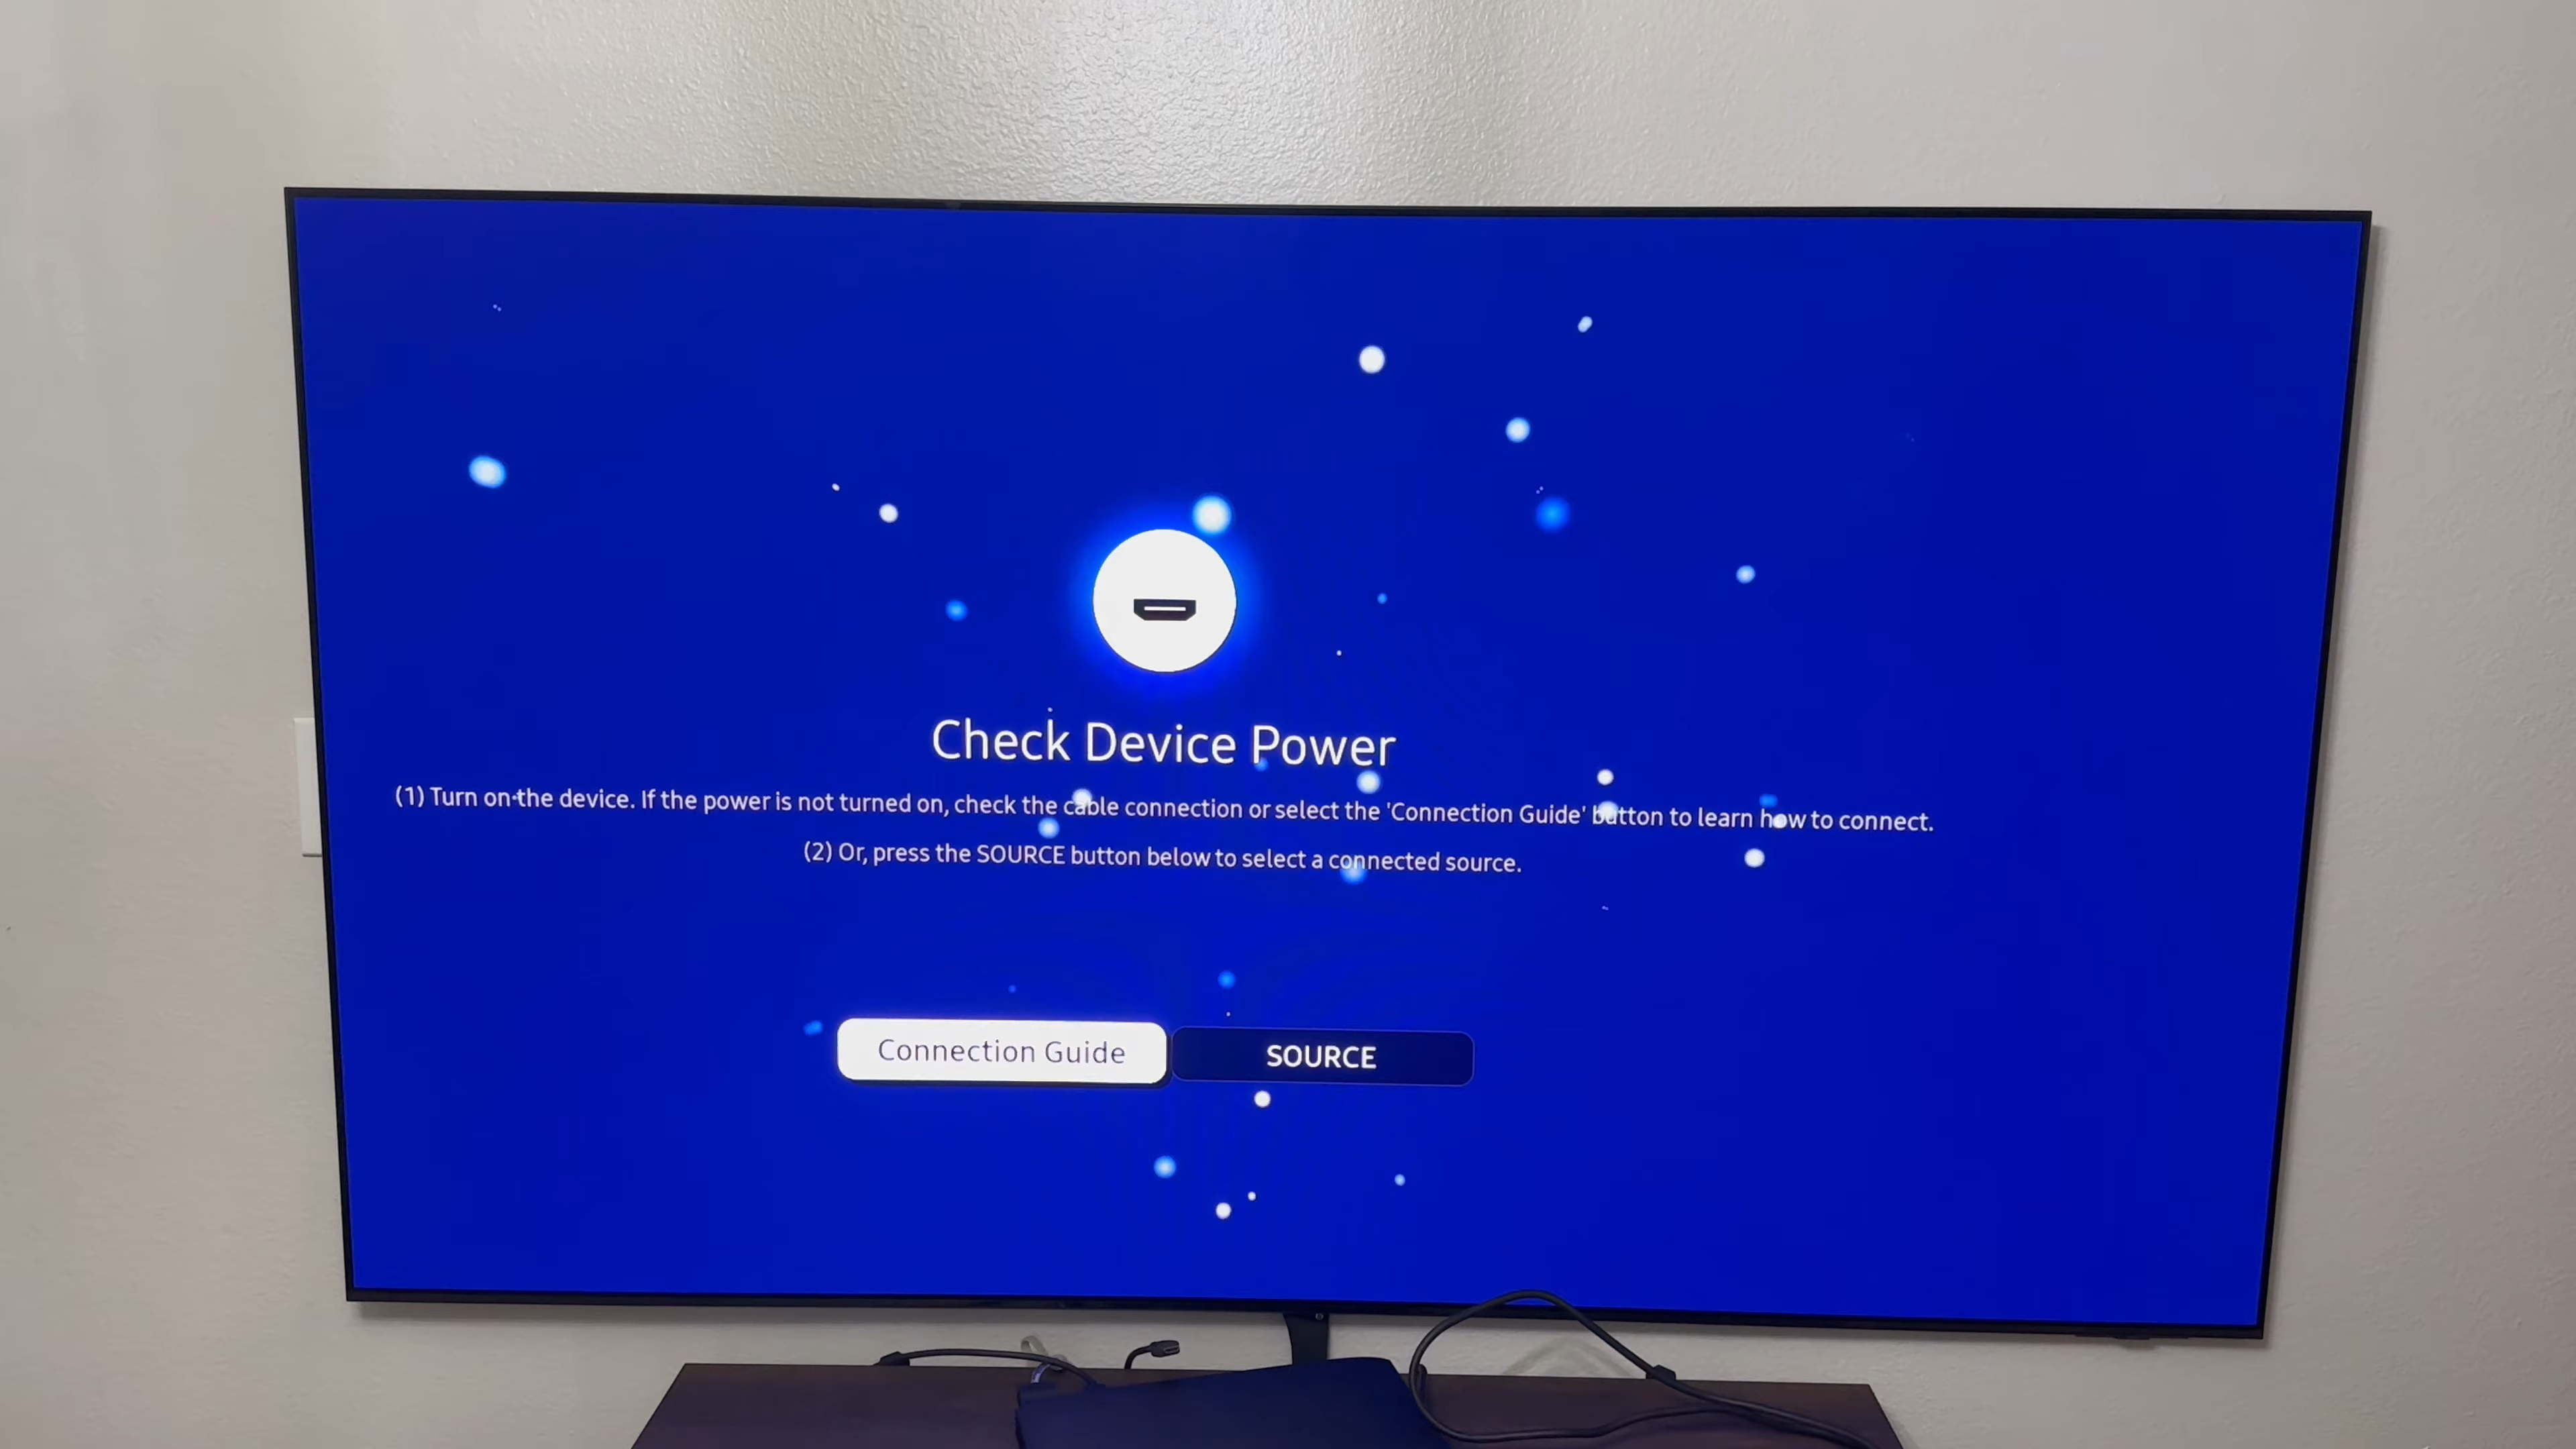 Check Device Power
(1) Turn on the device. If the power is not turned on, check the cable connection or select the 'Connection Guide' button to learn how to connect.
(2) Or, press the SOURCE button below to select a connected source.
Connection Guide
SOURCE